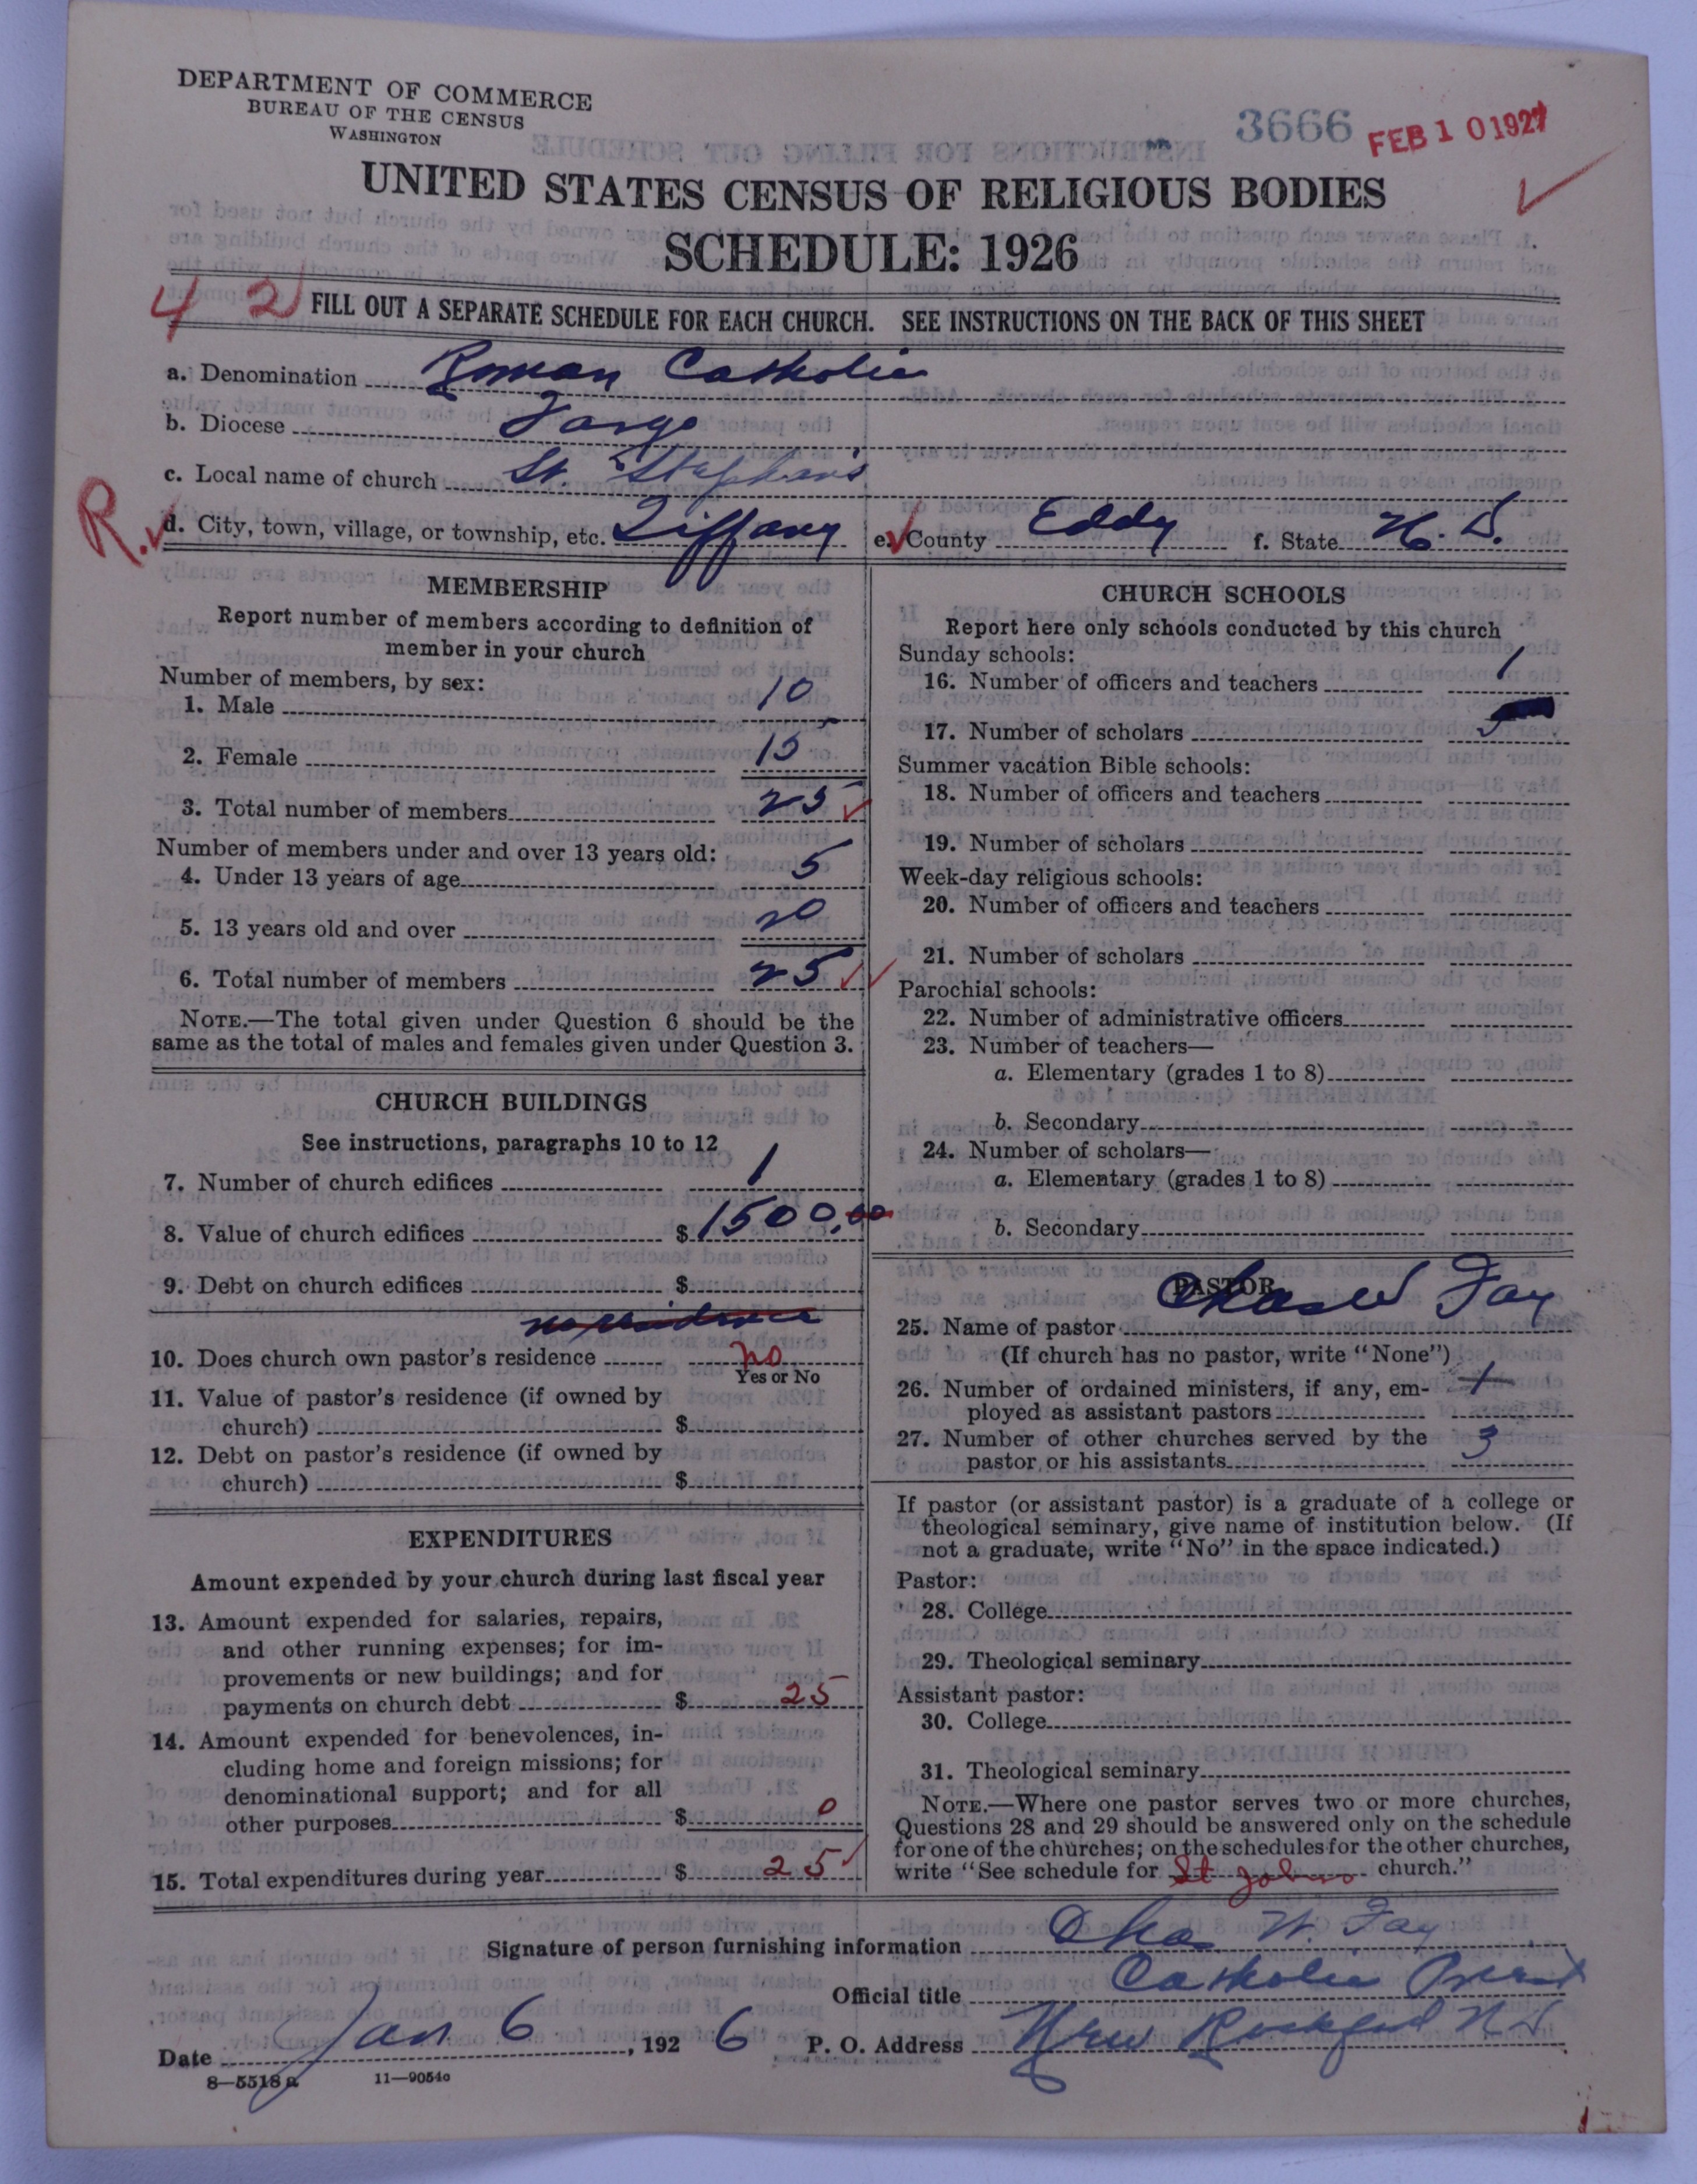 DEPARTMENT OF COMMERCE
BUREAU OF THE CENSUS
WASHINGTON
3666
FEB 10 1927
UNITED STATES CENSUS OF RELIGIOUS BODIES
SCHEDULE: 1926
4 2
FILL OUT A SEPARATE SCHEDULE FOR EACH CHURCH. SEE INSTRUCTIONS ON THE BACK OF THIS SHEET
a. Denomination Roman Catholic
b. Diocese Fargo
c. Local name of church St. Stephan's
R.
d. City, town, village, or township, etc. Tiffany e. County Eddy f. State N. D.
MEMBERSHIP
Report number of members according to definition of
member in your church
Number of members, by sex:
1. Male 10
2. Female 15
3. Total number of members 25
Number of members under and over 13 years old:
4. Under 13 years of age 5
5. 13 years old and over 20
6. Total number of members 25
NOTE.—The total given under Question 6 should be the
same as the total of males and females given under Question 3.
CHURCH BUILDINGS
See instructions, paragraphs 10 to 12
7. Number of church edifices 1
8. Value of church edifices $1500.00
9. Debt on church edifices $
no residence
10. Does church own pastor's residence no
Yes or No
11. Value of pastor's residence (if owned by
church) $
12. Debt on pastor's residence (if owned by
church) $
EXPENDITURES
Amount expended by your church during last fiscal year
13. Amount expended for salaries, repairs,
and other running expenses; for im-
provements or new buildings; and for
payments on church debt $ 25
14. Amount expended for benevolences, in-
cluding home and foreign missions; for
denominational support; and for all
other purposes $ 0
15. Total expenditures during year $ 25
CHURCH SCHOOLS
Report here only schools conducted by this church
Sunday schools:
16. Number of officers and teachers 1
17. Number of scholars 5
Summer vacation Bible schools:
18. Number of officers and teachers
19. Number of scholars
Week-day religious schools:
20. Number of officers and teachers
21. Number of scholars
Parochial schools:
22. Number of administrative officers
23. Number of teachers—
a. Elementary (grades 1 to 8)
b. Secondary
24. Number of scholars—
a. Elementary (grades 1 to 8)
b. Secondary
PASTOR
25. Name of pastor Chas W Fay
(If church has no pastor, write "None")
26. Number of ordained ministers, if any, em-
ployed as assistant pastors 1
27. Number of other churches served by the
pastor or his assistants 3
If pastor (or assistant pastor) is a graduate of a college or
theological seminary, give name of institution below. (If
not a graduate, write "No" in the space indicated.)
Pastor:
28. College
29. Theological seminary
Assistant pastor:
30. College
31. Theological seminary
NOTE.—Where one pastor serves two or more churches,
Questions 28 and 29 should be answered only on the schedule
for one of the churches; on the schedules for the other churches,
write "See schedule for St Johns church."
Signature of person furnishing information Chas W. Fay
Official title Catholic Priest
Date Jan 6, 1926 P. O. Address New Rockford N D
8—5518 a 11—9054c